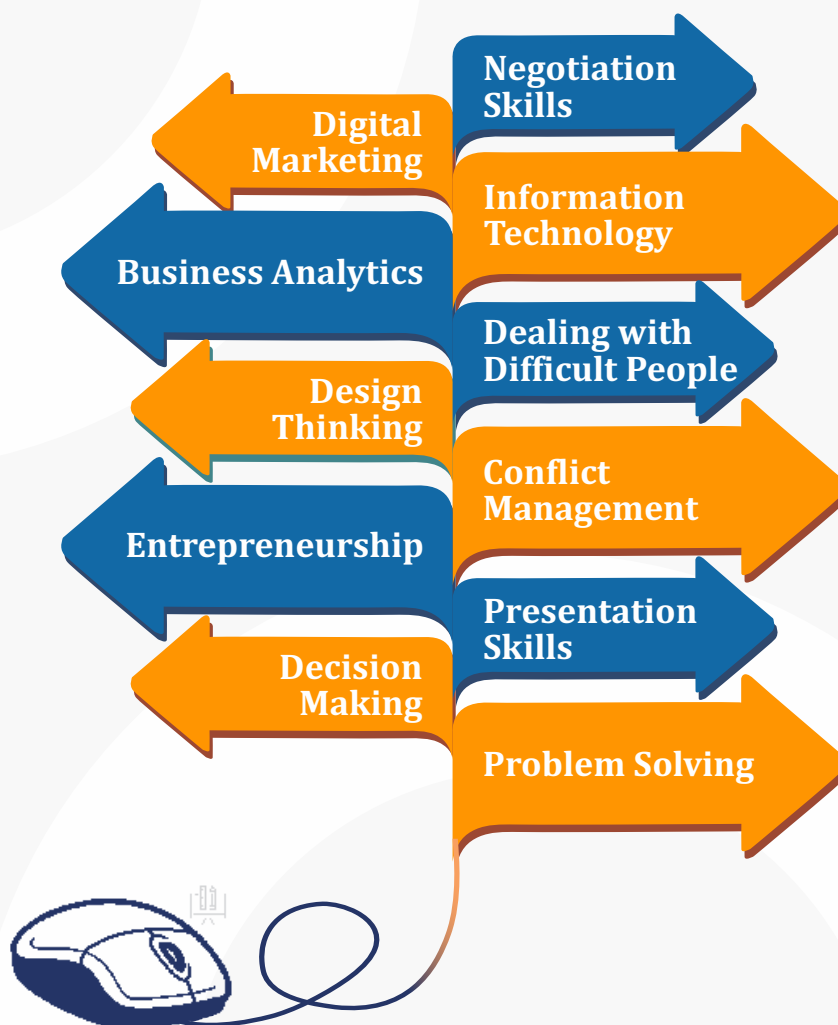 Negotiation
Skills
Digital
Marketing
Information
Technology
Business Analytics
Dealing with
Difficult People
Design
Thinking
Conflict
Management
Entrepreneurship
Presentation
Skills
Decision
Making
Problem Solving